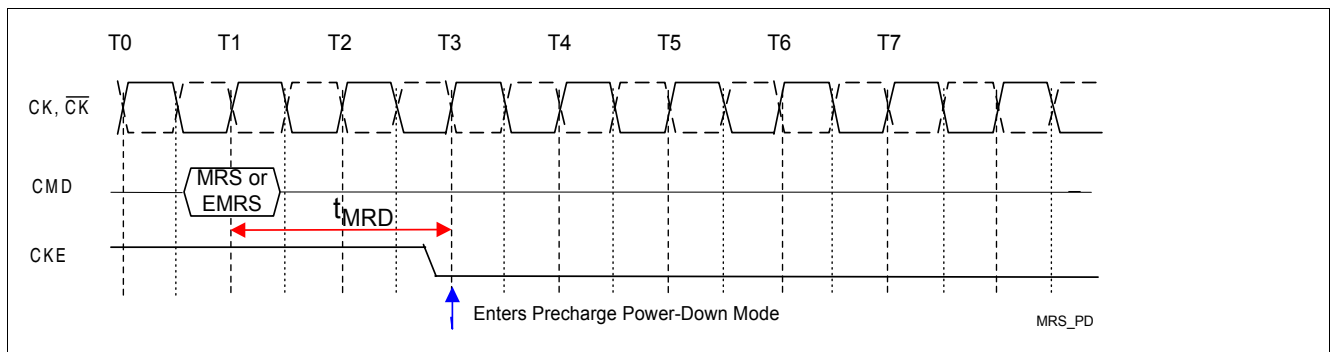 T0 T1 T2 T3 T4 T5 T6 T7
CK, C̅K̅
CMD
MRS or
EMRS
tMRD
CKE
Enters Precharge Power-Down Mode
MRS_PD